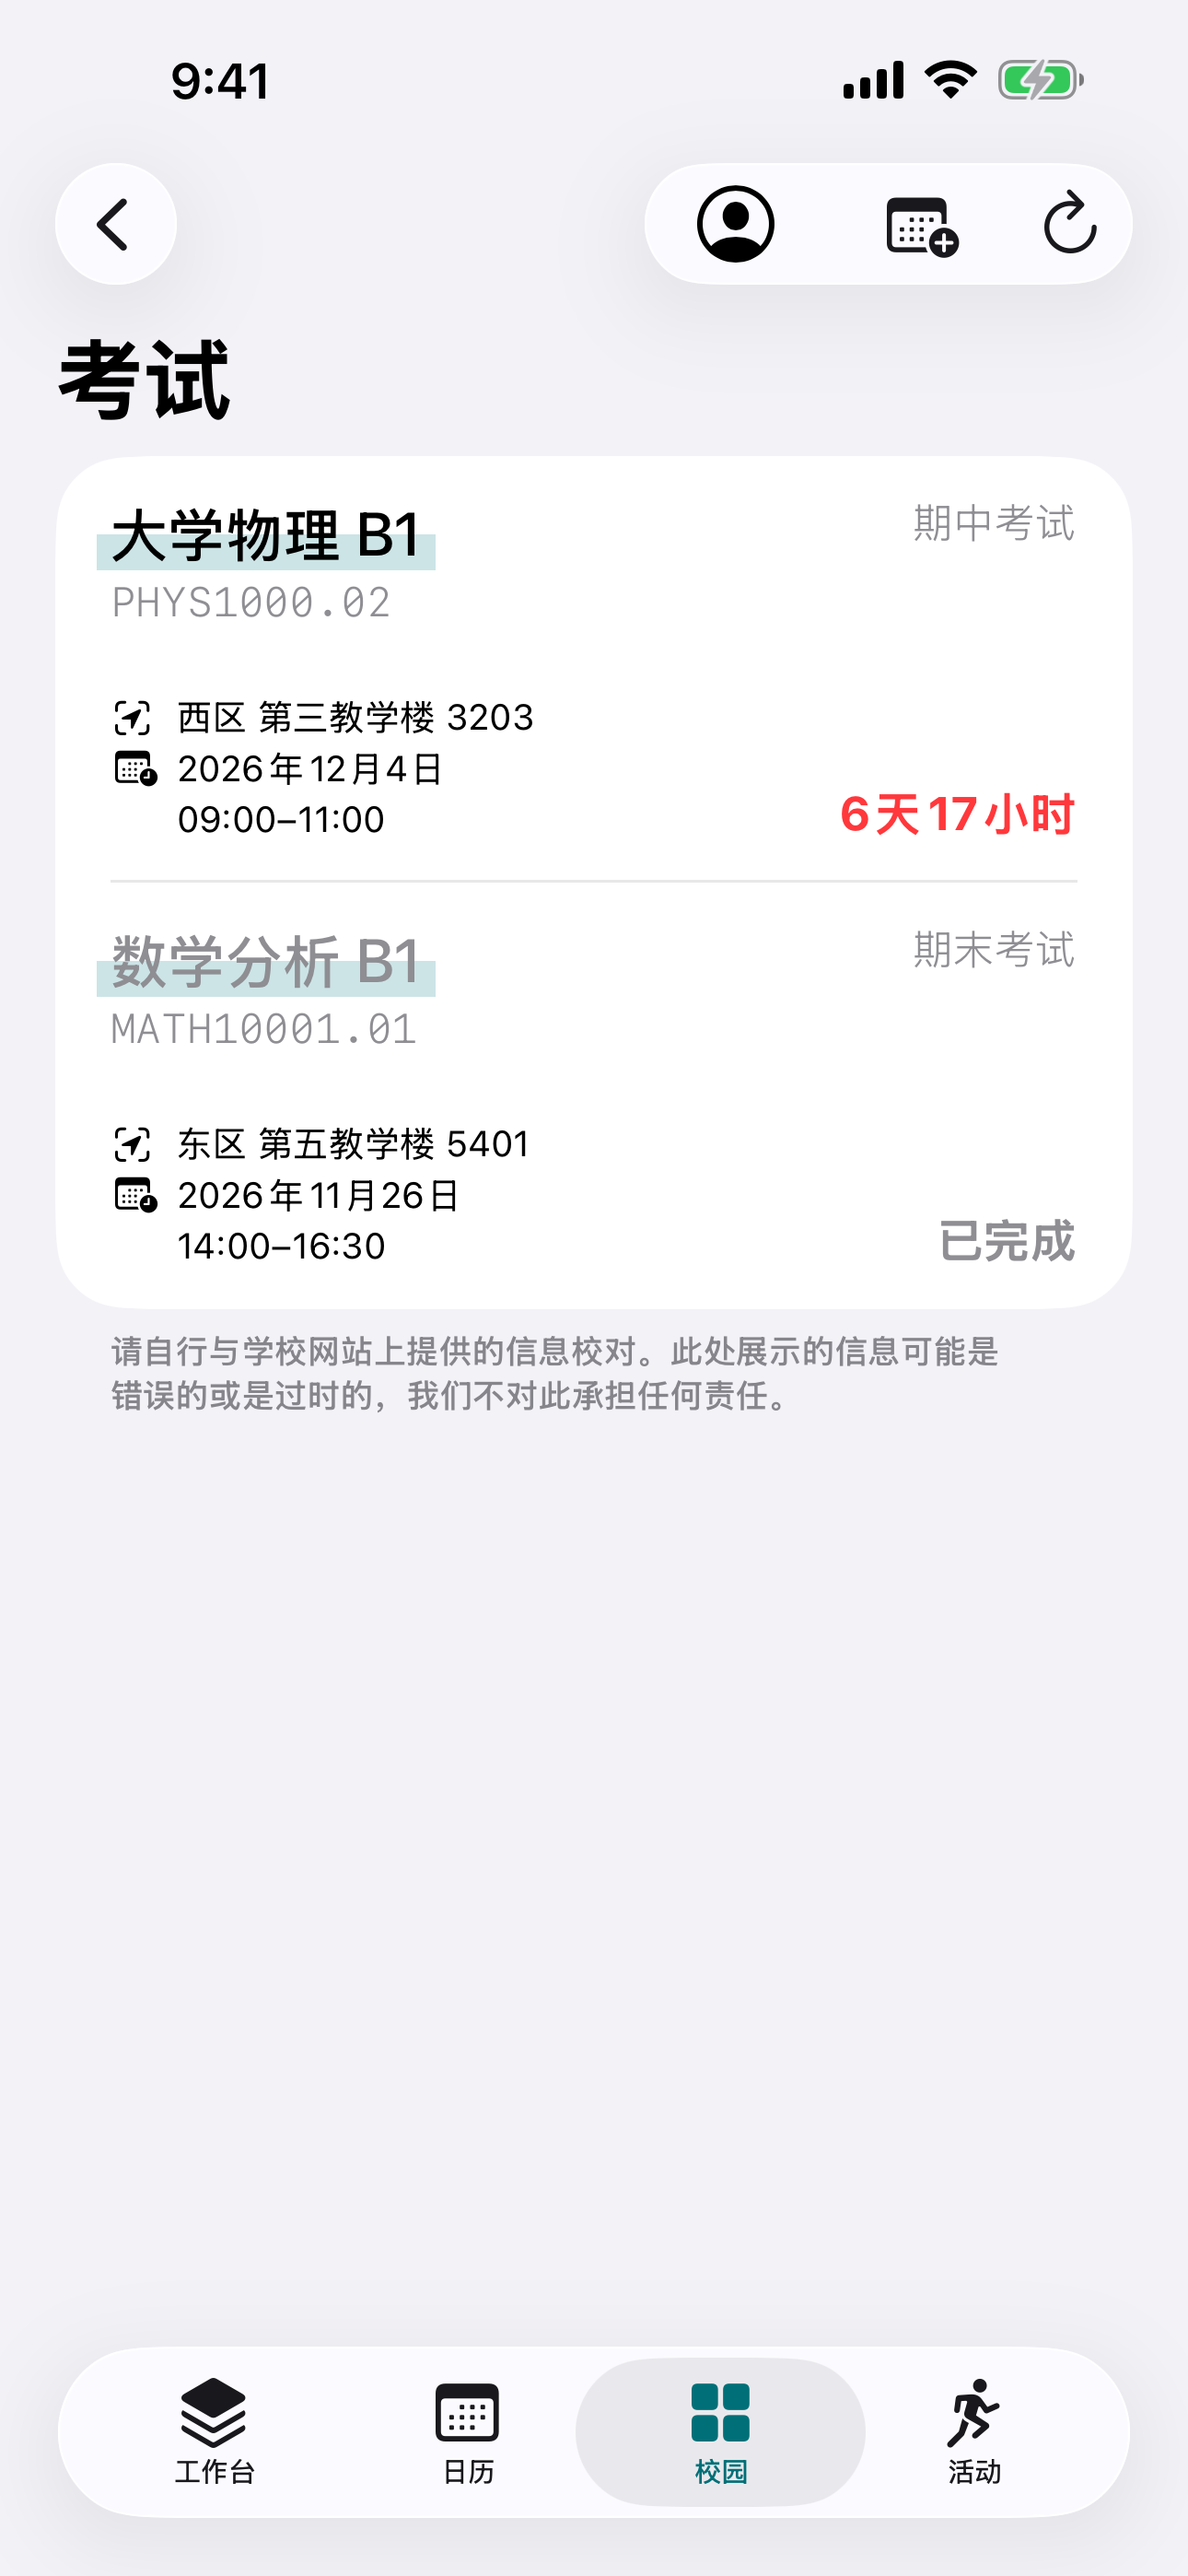 9:41
考试
大学物理 B1
期中考试
PHYS1000.02
西区 第三教学楼 3203
2026年12月4日
09:00–11:00
6天17小时
数学分析 B1
期末考试
MATH10001.01
东区 第五教学楼 5401
2026年11月26日
14:00–16:30
已完成
请自行与学校网站上提供的信息校对。此处展示的信息可能是
错误的或是过时的，我们不对此承担任何责任。
工作台
日历
校园
活动